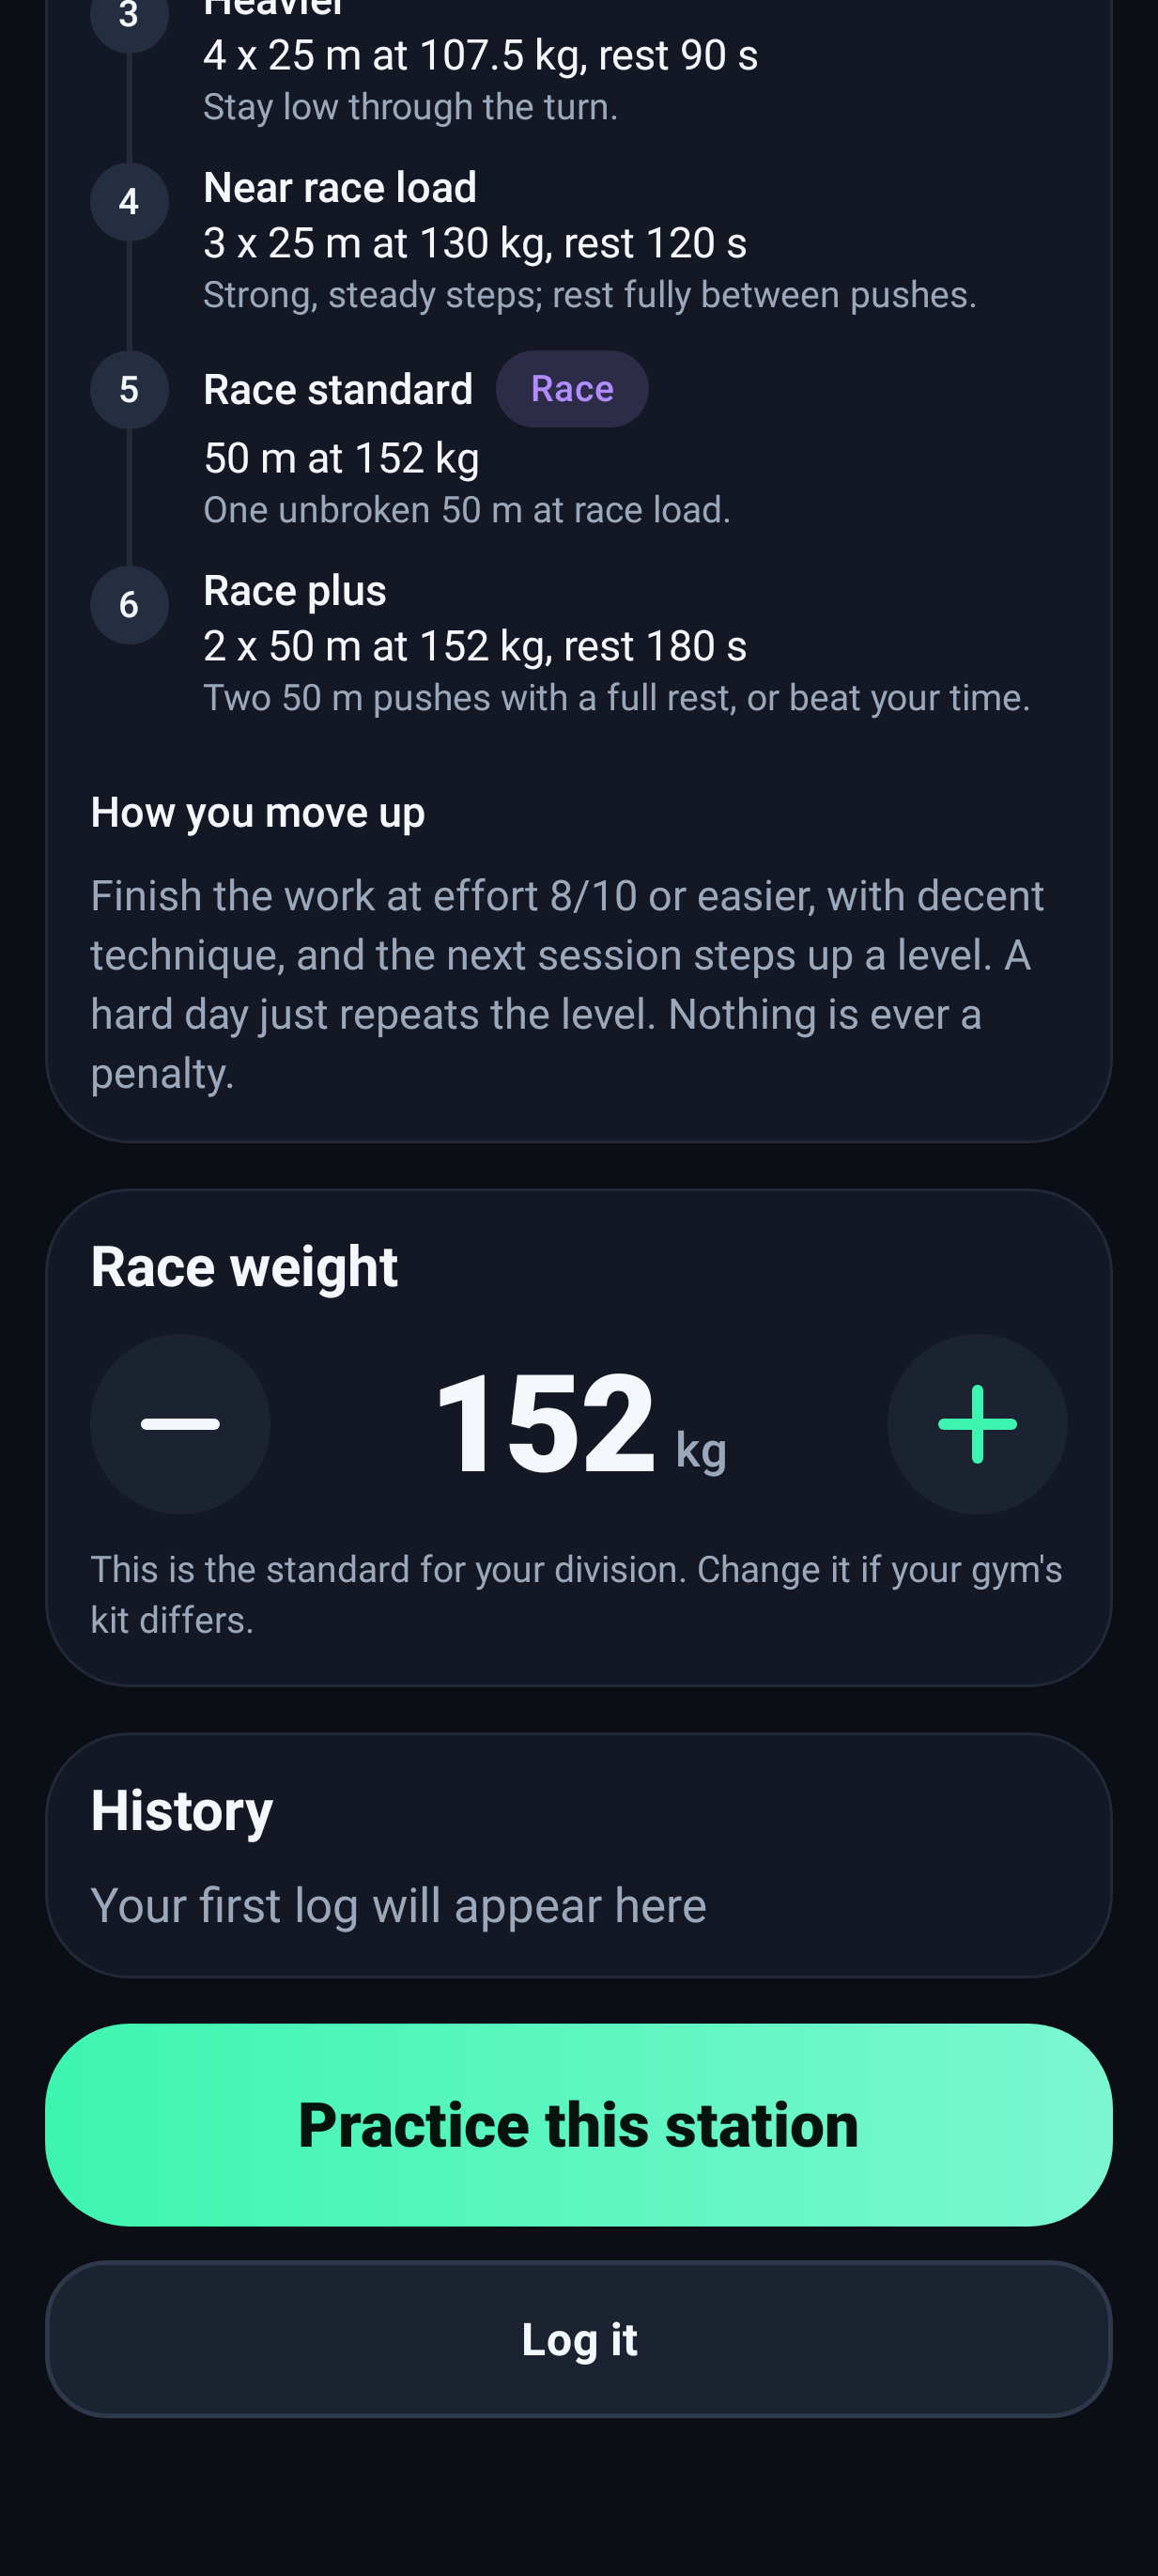 3
Heavier
4 x 25 m at 107.5 kg, rest 90 s
Stay low through the turn.
4
Near race load
3 x 25 m at 130 kg, rest 120 s
Strong, steady steps; rest fully between pushes.
5
Race standard Race
50 m at 152 kg
One unbroken 50 m at race load.
6
Race plus
2 x 50 m at 152 kg, rest 180 s
Two 50 m pushes with a full rest, or beat your time.
How you move up
Finish the work at effort 8/10 or easier, with decent
technique, and the next session steps up a level. A
hard day just repeats the level. Nothing is ever a
penalty.
Race weight
152 kg
This is the standard for your division. Change it if your gym's
kit differs.
History
Your first log will appear here
Practice this station
Log it